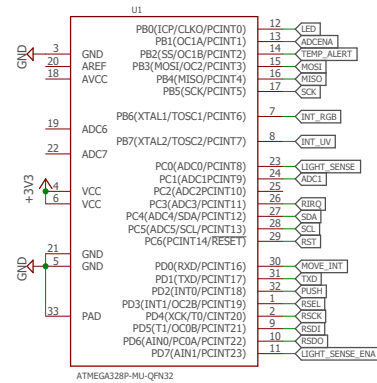 U1
PB0(ICP/CLKO/PCINT0) 12 LED
PB1(OC1A/PCINT1) 13 ADCENA
GND 3 GND PB2(SS/OC1B/PCINT2) 14 TEMP_ALERT
20 AREF PB3(MOSI/OC2/PCINT3) 15 MOSI
18 AVCC PB4(MISO/PCINT4) 16 MISO
PB5(SCK/PCINT5) 17 SCK
PB6(XTAL1/TOSC1/PCINT6) 7 INT_RGB
19 ADC6
PB7(XTAL2/TOSC2/PCINT7) 8 INT_UV
22 ADC7
PC0(ADC0/PCINT8) 23 LIGHT_SENSE
PC1(ADC1PCINT9) 24 ADC1
+3V3 4 VCC PC2(ADC2PCINT10) 25
6 VCC PC3(ADC3/PCINT11) 26 RIRQ
PC4(ADC4/SDA/PCINT12) 27 SDA
PC5(ADC5/SCL/PCINT13) 28 SCL
PC6(PCINT14/RESET) 29 RST
21 GND
GND 5 GND PD0(RXD/PCINT16) 30 MOVE_INT
PD1(TXD/PCINT17) 31 TXD
PD2(INT0/PCINT18) 32 PUSH
PD3(INT1/OC2B/PCINT19) 1 RSEL
33 PAD PD4(XCK/T0/CINT20) 2 RSCK
PD5(T1/OC0B/PCINT21) 9 RSDI
PD6(AIN0/PC0A/PCINT22) 10 RSDO
PD7(AIN1/PCINT23) 11 LIGHT_SENSE_ENA
ATMEGA328P-MU-QFN32